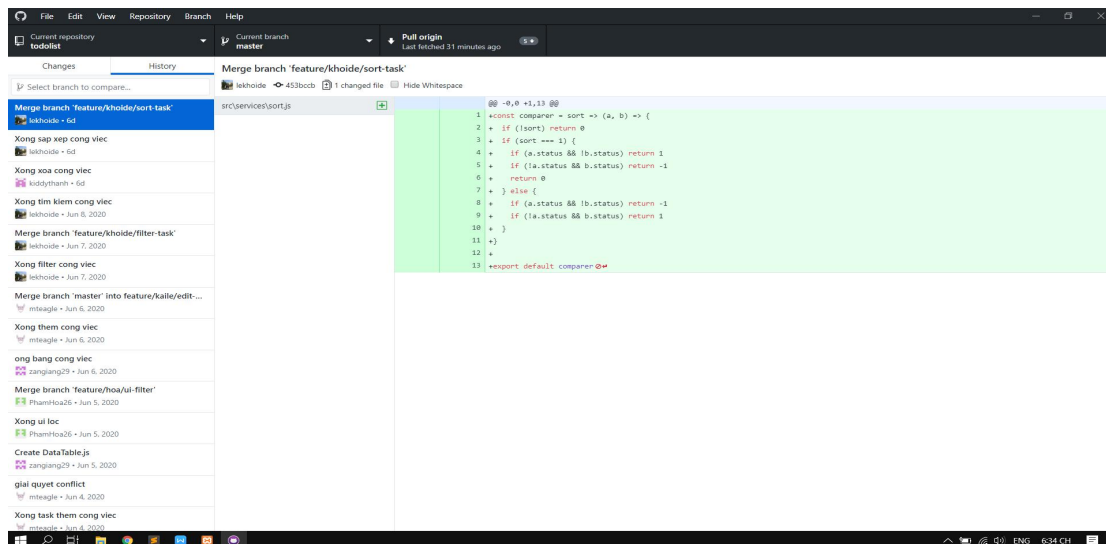 File Edit View Repository Branch Help
Current repository
todolist
Current branch
master
Pull origin
Last fetched 31 minutes ago
5
Changes History
Select branch to compare...
Merge branch 'feature/khoide/sort-task'
lekhoide • 6d
Xong sap xep cong viec
lekhoide • 6d
Xong xoa cong viec
kiddythanh • 6d
Xong tim kiem cong viec
lekhoide • Jun 8, 2020
Merge branch 'feature/khoide/filter-task'
lekhoide • Jun 7, 2020
Xong filter cong viec
lekhoide • Jun 7, 2020
Merge branch 'master' into feature/kaile/edit-...
mteagle • Jun 6, 2020
Xong them cong viec
mteagle • Jun 6, 2020
ong bang cong viec
zangiang29 • Jun 6, 2020
Merge branch 'feature/hoa/ui-filter'
PhamHoa26 • Jun 5, 2020
Xong ui loc
PhamHoa26 • Jun 5, 2020
Create DataTable.js
zangiang29 • Jun 5, 2020
giai quyet conflict
mteagle • Jun 4, 2020
Xong task them cong viec
mteagle • Jun 4, 2020
Merge branch 'feature/khoide/sort-task'
lekhoide 453bccb 1 changed file Hide Whitespace
src\services\sort.js
@@ -0,0 +1,13 @@
1 +const comparer = sort => (a, b) => {
2 + if (!sort) return 0
3 + if (sort === 1) {
4 + if (a.status && !b.status) return 1
5 + if (!a.status && b.status) return -1
6 + return 0
7 + } else {
8 + if (a.status && !b.status) return -1
9 + if (!a.status && b.status) return 1
10 + }
11 +}
12 +
13 +export default comparer
ENG 6:34 CH